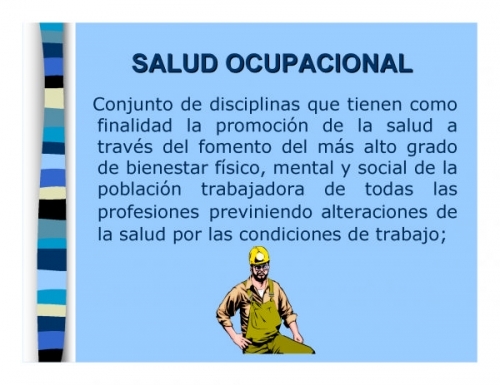 SALUD OCUPACIONAL
Conjunto de disciplinas que tienen como
finalidad la promoción de la salud a
través del fomento del más alto grado
de bienestar físico, mental y social de la
población trabajadora de todas las
profesiones previniendo alteraciones de
la salud por las condiciones de trabajo;